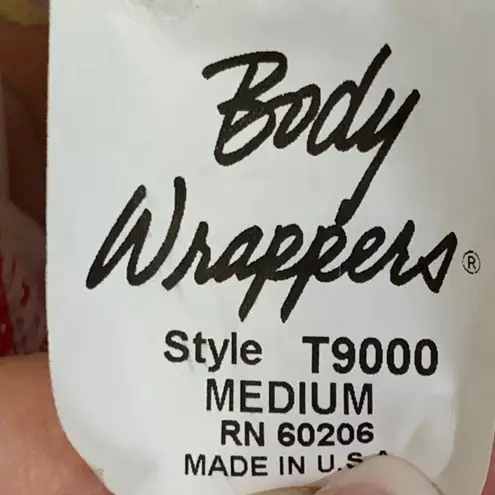 Body
Wrappers®
Style T9000
MEDIUM
RN 60206
MADE IN U.S.A